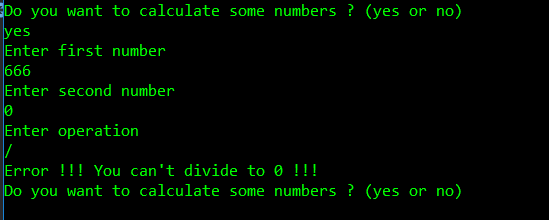 Do you want to calculate some numbers ? (yes or no)
yes
Enter first number
666
Enter second number
0
Enter operation
/
Error !!! You can't divide to 0 !!!
Do you want to calculate some numbers ? (yes or no)